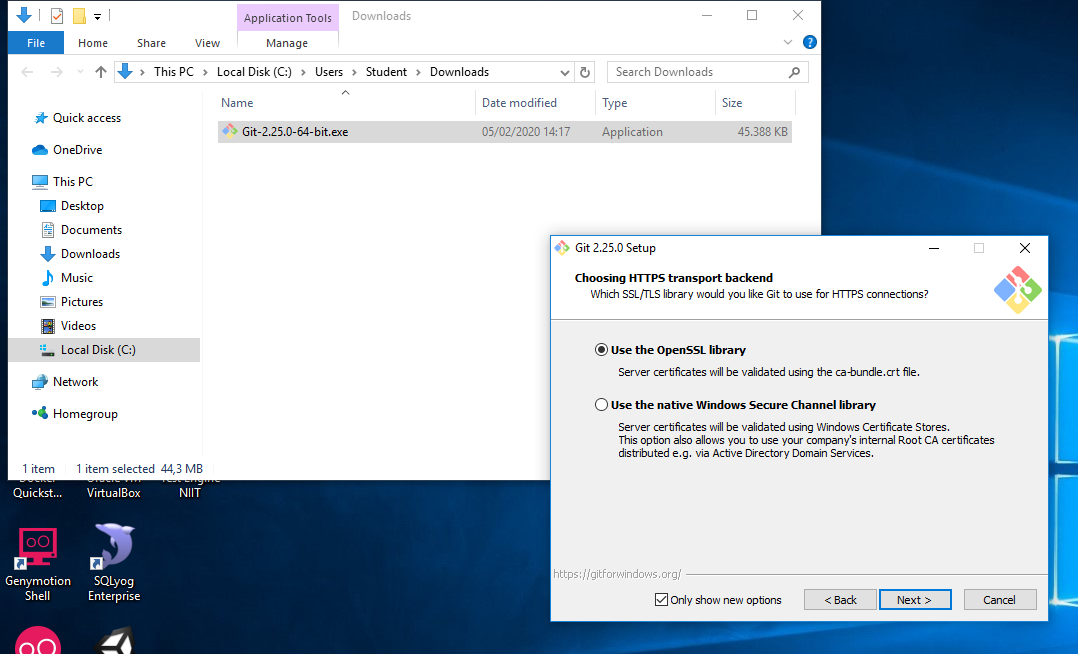 Application Tools
Downloads
File
Home
Share
View
Manage
This PC
Local Disk (C:)
Users
Student
Downloads
Search Downloads
Name
Date modified
Type
Size
Git-2.25.0-64-bit.exe
05/02/2020 14:17
Application
45.388 KB
Quick access
OneDrive
This PC
Desktop
Documents
Downloads
Music
Pictures
Videos
Local Disk (C:)
Network
Homegroup
1 item
1 item selected 44,3 MB
Git 2.25.0 Setup
Choosing HTTPS transport backend
Which SSL/TLS library would you like Git to use for HTTPS connections?
Use the OpenSSL library
Server certificates will be validated using the ca-bundle.crt file.
Use the native Windows Secure Channel library
Server certificates will be validated using Windows Certificate Stores.
This option also allows you to use your company's internal Root CA certificates
distributed e.g. via Active Directory Domain Services.
https://gitforwindows.org/
Only show new options
< Back
Next >
Cancel
Quickst...
VirtualBox
NIIT
Genymotion
Shell
SQLyog
Enterprise